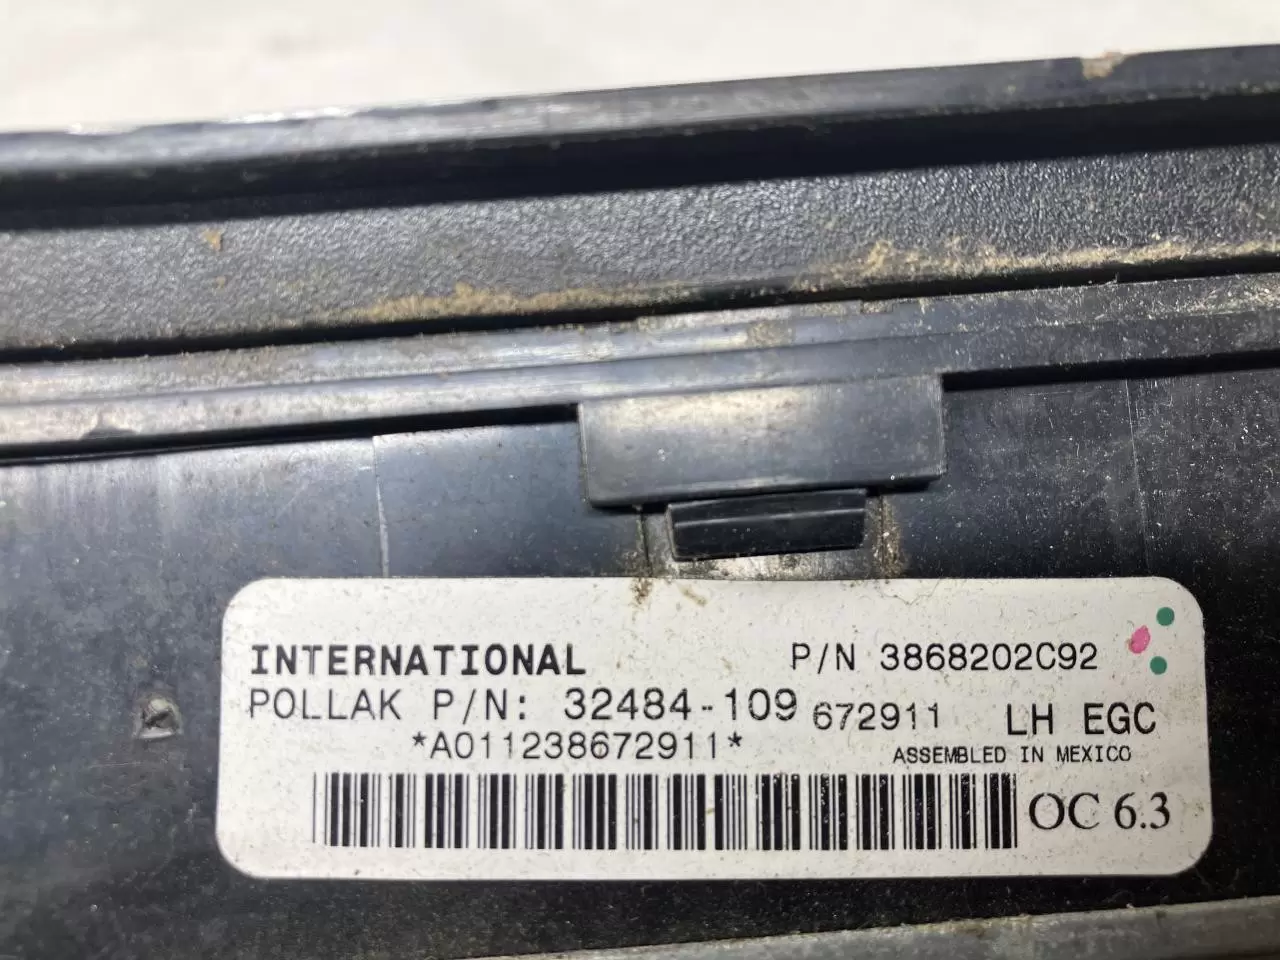 INTERNATIONAL P/N 3868202C92
POLLAK P/N: 32484-109 672911 LH EGC
*A011238672911* ASSEMBLED IN MEXICO
OC 6.3